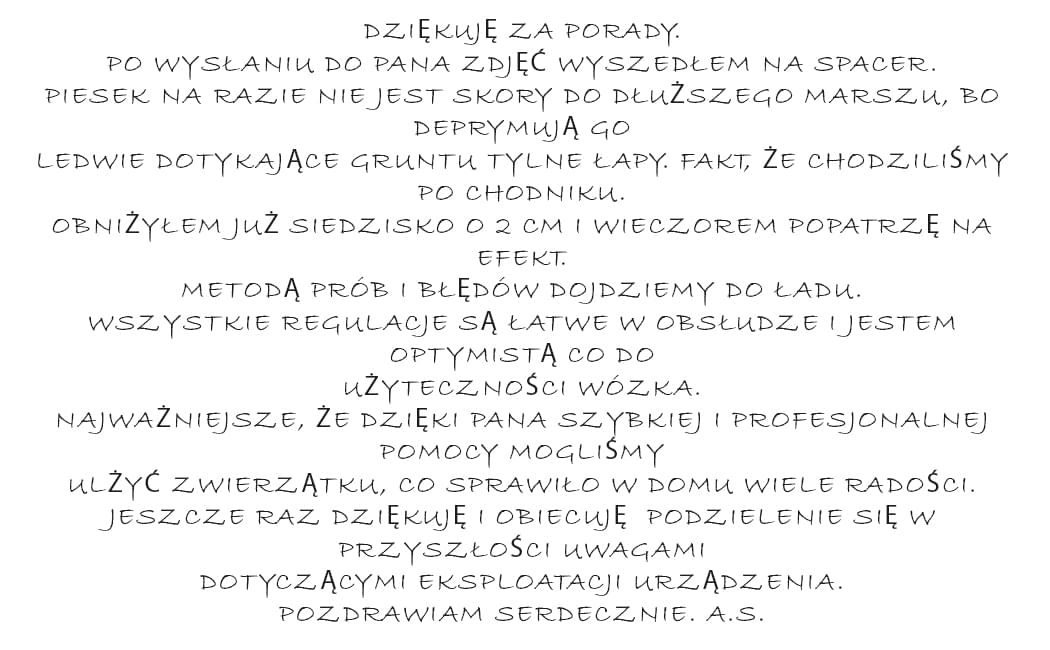 DZIĘKUJĘ ZA PORADY.
PO WYSŁANIU DO PANA ZDJĘĆ WYSZEDŁEM NA SPACER.
PIESEK NA RAZIE NIE JEST SKORY DO DŁUŻSZEGO MARSZU, BO
DEPRYMUJĄ GO
LEDWIE DOTYKAJĄCE GRUNTU TYLNE ŁAPY. FAKT, ŻE CHODZILIŚMY
PO CHODNIKU.
OBNIŻYŁEM JUŻ SIEDZISKO O 2 CM I WIECZOREM POPATRZĘ NA
EFEKT.
METODĄ PRÓB I BŁĘDÓW DOJDZIEMY DO ŁADU.
WSZYSTKIE REGULACJE SĄ ŁATWE W OBSŁUDZE I JESTEM
OPTYMISTĄ CO DO
UŻYTECZNOŚCI WÓZKA.
NAJWAŻNIEJSZE, ŻE DZIĘKI PANA SZYBKIEJ I PROFESJONALNEJ
POMOCY MOGLIŚMY
ULŻYĆ ZWIERZĄTKU, CO SPRAWIŁO W DOMU WIELE RADOŚCI.
JESZCZE RAZ DZIĘKUJĘ I OBIECUJĘ PODZIELENIE SIĘ W
PRZYSZŁOŚCI UWAGAMI
DOTYCZĄCYMI EKSPLOATACJI URZĄDZENIA.
POZDRAWIAM SERDECZNIE. A.S.